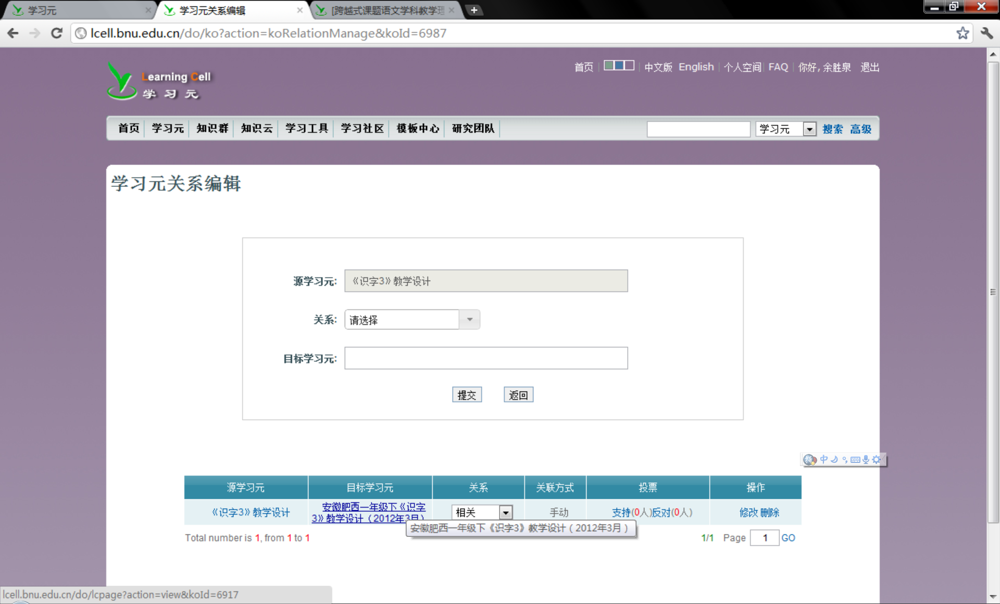 学习元
学习元关系编辑
[跨越式课题语文学科教学理
lcell.bnu.edu.cn/do/ko?action=koRelationManage&koId=6987
Learning Cell
学习元
首页 中文版 English 个人空间 FAQ 你好, 余胜泉 退出
首页 学习元 知识群 知识云 学习工具 学习社区 模板中心 研究团队 学习元 搜索 高级
学习元关系编辑
源学习元: 《识字3》教学设计
关系: 请选择
目标学习元:
提交 返回
中
源学习元 目标学习元 关系 关联方式 投票 操作
《识字3》教学设计 安徽肥西一年级下《识字3》教学设计（2012年3月） 相关 手动 支持(0人)反对(0人) 修改 删除
安徽肥西一年级下《识字3》教学设计（2012年3月）
Total number is 1, from 1 to 1 1/1 Page 1 GO
lcell.bnu.edu.cn/do/lcpage?action=view&koId=6917